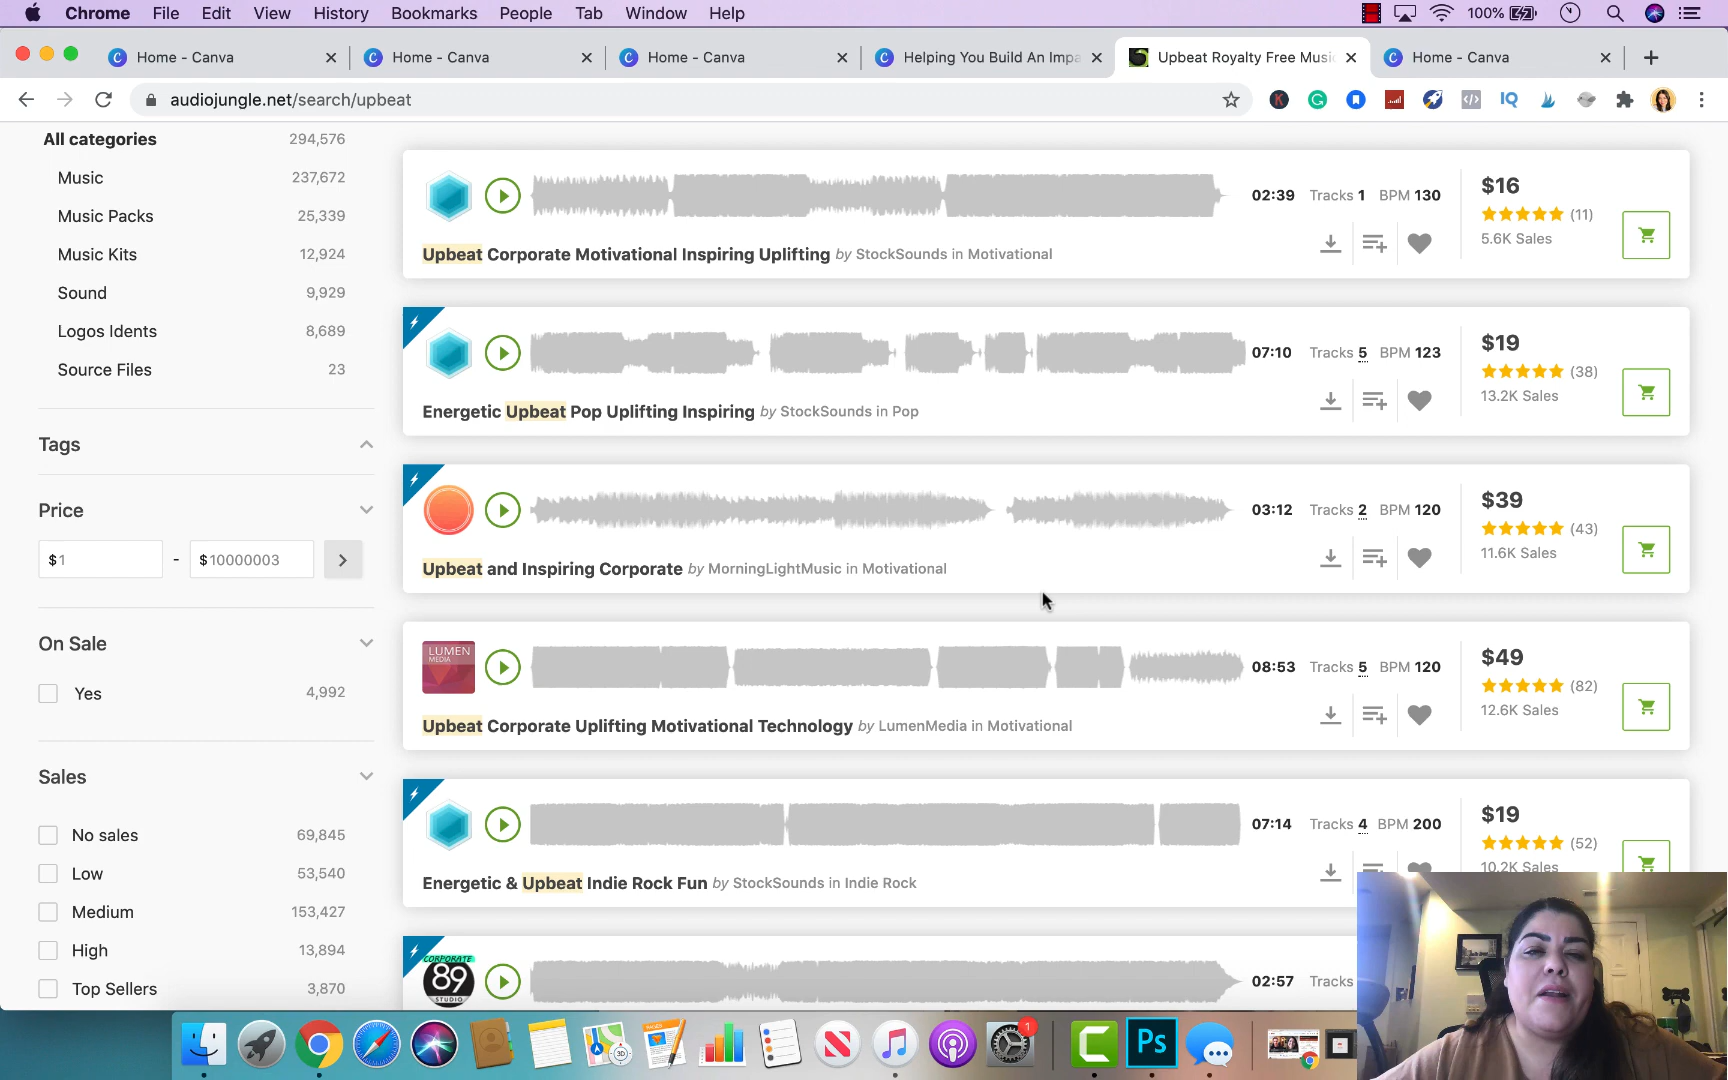 Chrome File Edit View History Bookmarks People Tab Window Help 100%
Home - Canva Home - Canva Home - Canva Helping You Build An Impa Upbeat Royalty Free Music Home - Canva
audiojungle.net/search/upbeat
All categories 294,576
Music 237,672
Music Packs 25,339
Music Kits 12,924
Sound 9,929
Logos Idents 8,689
Source Files 23
Tags
Price
$1 - $10000003
On Sale
Yes 4,992
Sales
No sales 69,845
Low 53,540
Medium 153,427
High 13,894
Top Sellers 3,870
02:39 Tracks 1 BPM 130 $16
(11)
5.6K Sales
Upbeat Corporate Motivational Inspiring Uplifting by StockSounds in Motivational
07:10 Tracks 5 BPM 123 $19
(38)
13.2K Sales
Energetic Upbeat Pop Uplifting Inspiring by StockSounds in Pop
03:12 Tracks 2 BPM 120 $39
(43)
11.6K Sales
Upbeat and Inspiring Corporate by MorningLightMusic in Motivational
LUMEN
MEDIA
08:53 Tracks 5 BPM 120 $49
(82)
12.6K Sales
Upbeat Corporate Uplifting Motivational Technology by LumenMedia in Motivational
07:14 Tracks 4 BPM 200 $19
(52)
10.2K Sales
Energetic & Upbeat Indie Rock Fun by StockSounds in Indie Rock
CORPORATE
89
STUDIO
02:57 Tracks
1
Ps